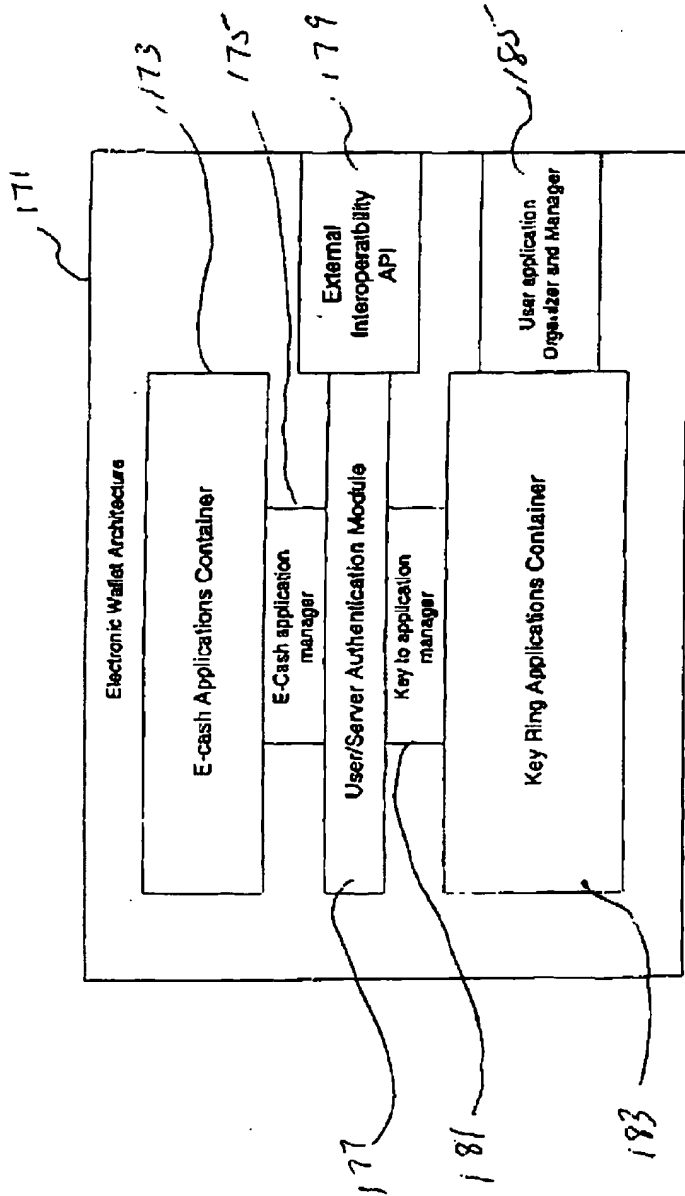 171
Electronic Wallet Architecture
173
E-cash Applications Container
175
E-Cash application
manager
179
External
Interoperatibility
API
User/Server Authentication Module
177
Key to application
manager
181
185
User application
Organizer and Manager
Key Ring Applications Container
183